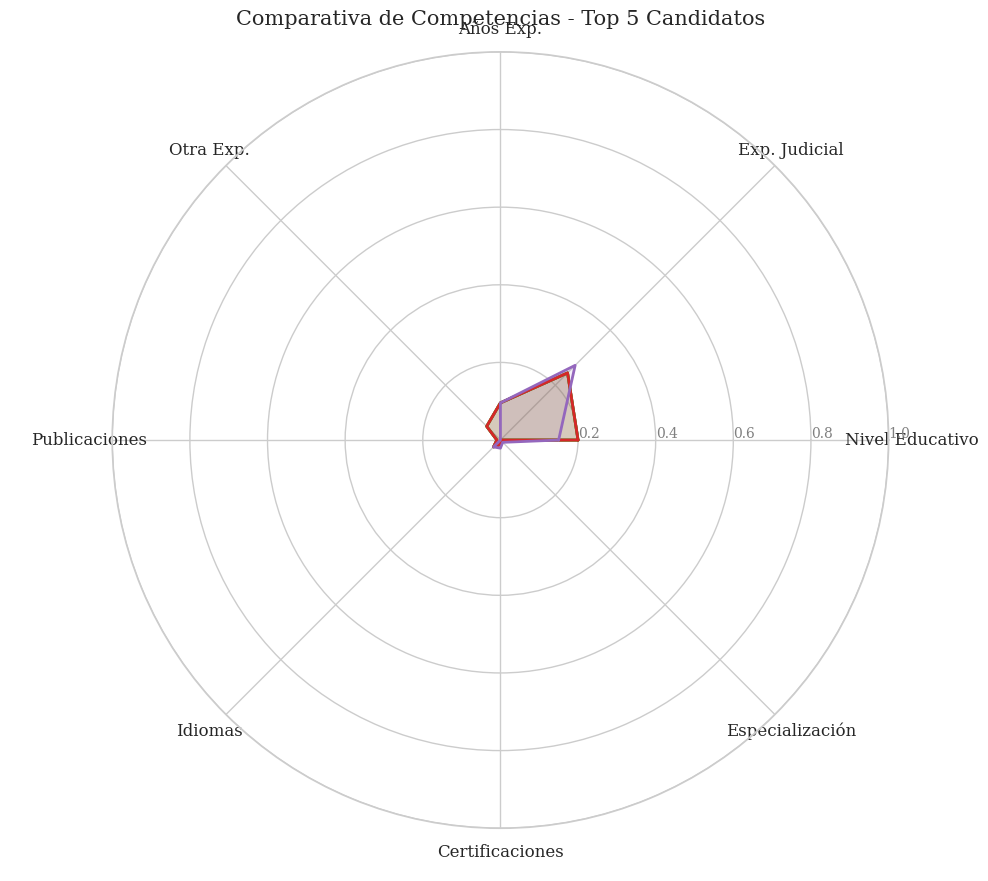 Comparativa de Competencias - Top 5 Candidatos
Años Exp.
Otra Exp.
Exp. Judicial
Publicaciones
0.2
0.4
0.6
0.8
1.0
Nivel Educativo
Idiomas
Especialización
Certificaciones